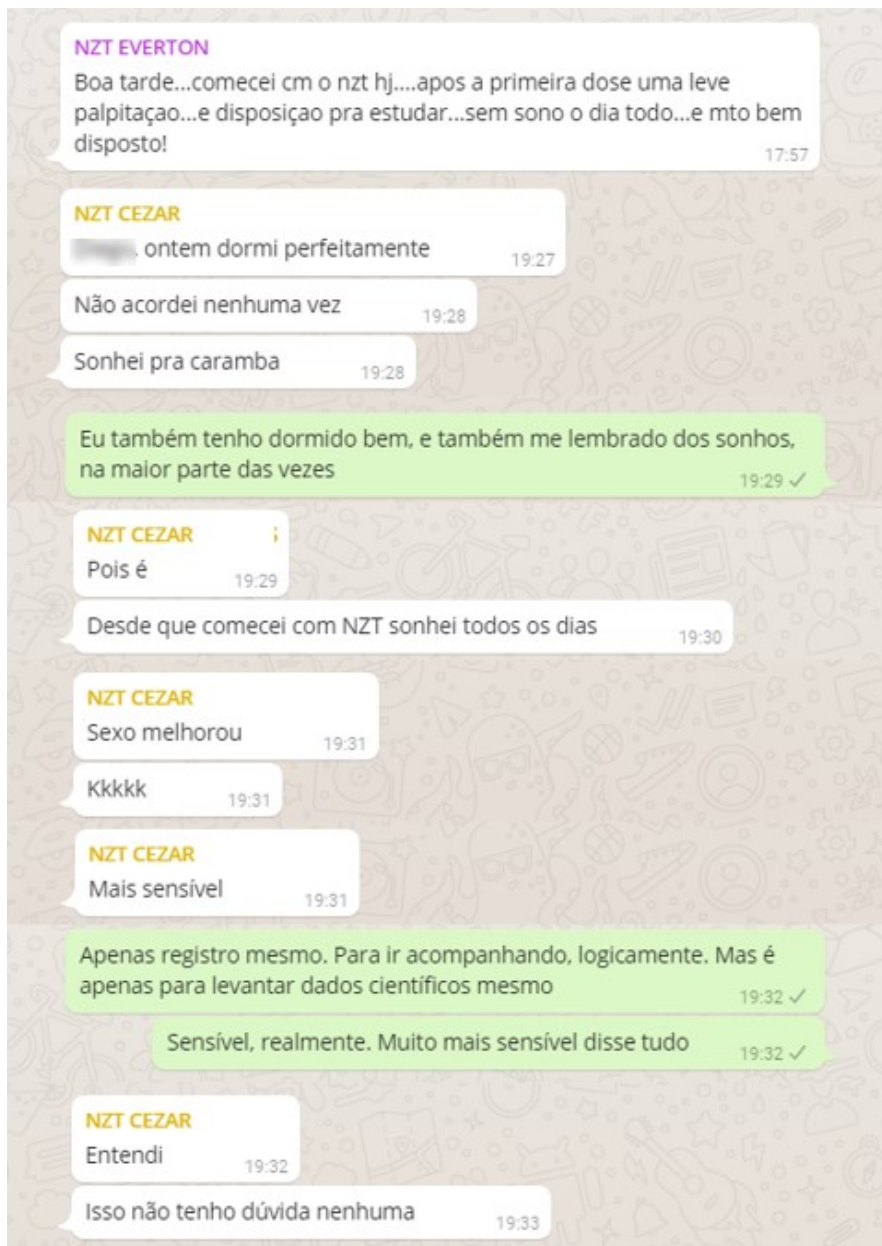 NZT EVERTON
Boa tarde...comecei cm o nzt hj....apos a primeira dose uma leve
palpitaçao...e disposiçao pra estudar...sem sono o dia todo...e mto bem
disposto!
17:57
NZT CEZAR
. ontem dormi perfeitamente
19:27
Não acordei nenhuma vez
19:28
Sonhei pra caramba
19:28
Eu também tenho dormido bem, e também me lembrado dos sonhos,
na maior parte das vezes
19:29
NZT CEZAR
Pois é
19:29
Desde que comecei com NZT sonhei todos os dias
19:30
NZT CEZAR
Sexo melhorou
19:31
Kkkkk
19:31
NZT CEZAR
Mais sensível
19:31
Apenas registro mesmo. Para ir acompanhando, logicamente. Mas é
apenas para levantar dados científicos mesmo
19:32
Sensível, realmente. Muito mais sensível disse tudo
19:32
NZT CEZAR
Entendi
19:32
Isso não tenho dúvida nenhuma
19:33